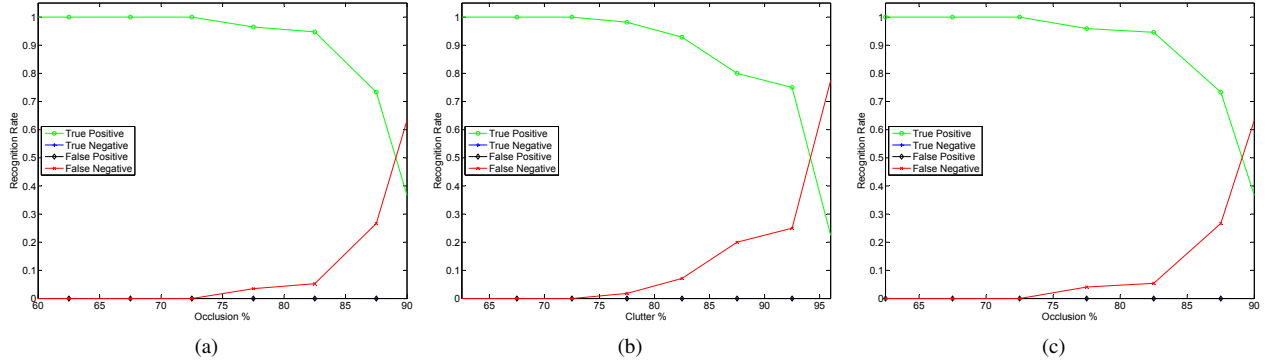 1
0.9
0.8
0.7
0.6
0.5
0.4
0.3
0.2
0.1
0
Recognition Rate
True Positive
True Negative
False Positive
False Negative
60 65 70 75 80 85 90
Occlusion %
(a)
1
0.9
0.8
0.7
0.6
0.5
0.4
0.3
0.2
0.1
0
Recognition Rate
True Positive
True Negative
False Positive
False Negative
65 70 75 80 85 90 95
Clutter %
(b)
1
0.9
0.8
0.7
0.6
0.5
0.4
0.3
0.2
0.1
0
Recognition Rate
True Positive
True Negative
False Positive
False Negative
65 70 75 80 85 90
Occlusion %
(c)